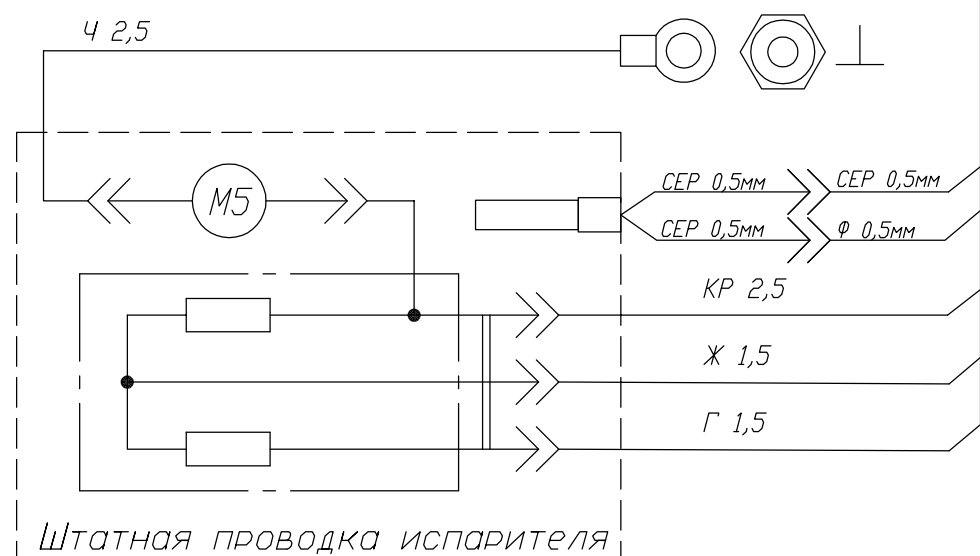 Ч 2,5
М5
СЕР 0,5мм
СЕР 0,5мм
СЕР 0,5мм
Ф 0,5мм
КР 2,5
Ж 1,5
Г 1,5
Штатная проводка испарителя